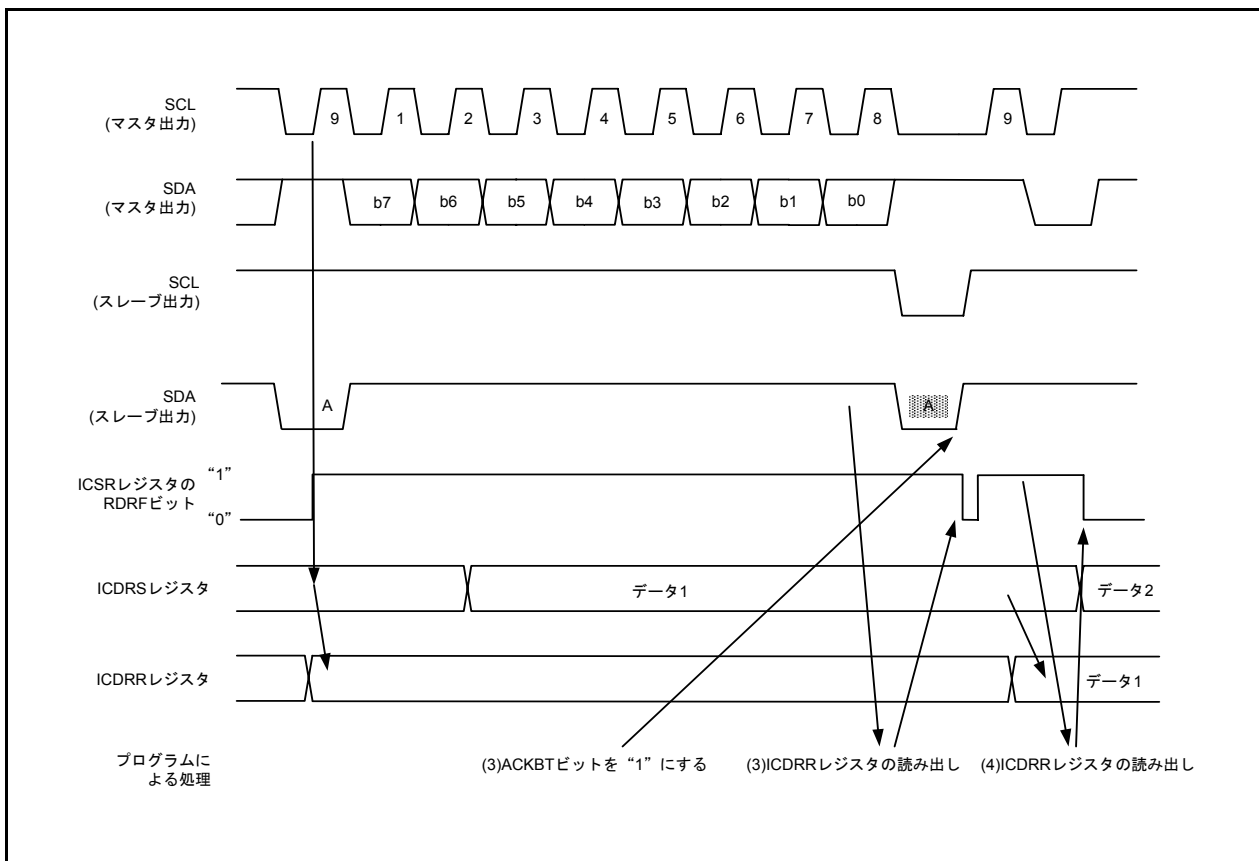 SCL
(マスタ出力)
9 1 2 3 4 5 6 7 8 9
SDA
(マスタ出力)
b7 b6 b5 b4 b3 b2 b1 b0
SCL
(スレーブ出力)
SDA
(スレーブ出力)
A A
ICSRレジスタの
RDRFビット
“1”
“0”
ICDRSレジスタ
データ1 データ2
ICDRRレジスタ
データ1
プログラムに
よる処理
(3)ACKBTビットを“1”にする (3)ICDRRレジスタの読み出し (4)ICDRRレジスタの読み出し